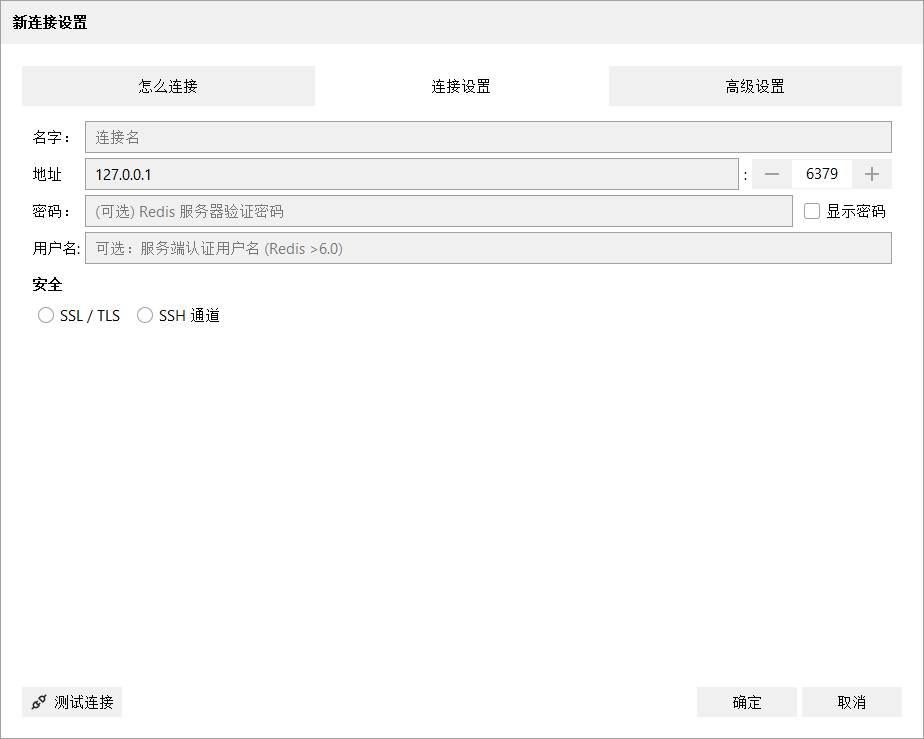 新连接设置
怎么连接 连接设置 高级设置
名字： 连接名
地址 127.0.0.1 : — 6379 +
密码： (可选) Redis 服务器验证密码 显示密码
用户名: 可选：服务端认证用户名 (Redis >6.0)
安全
SSL / TLS SSH 通道
测试连接 确定 取消